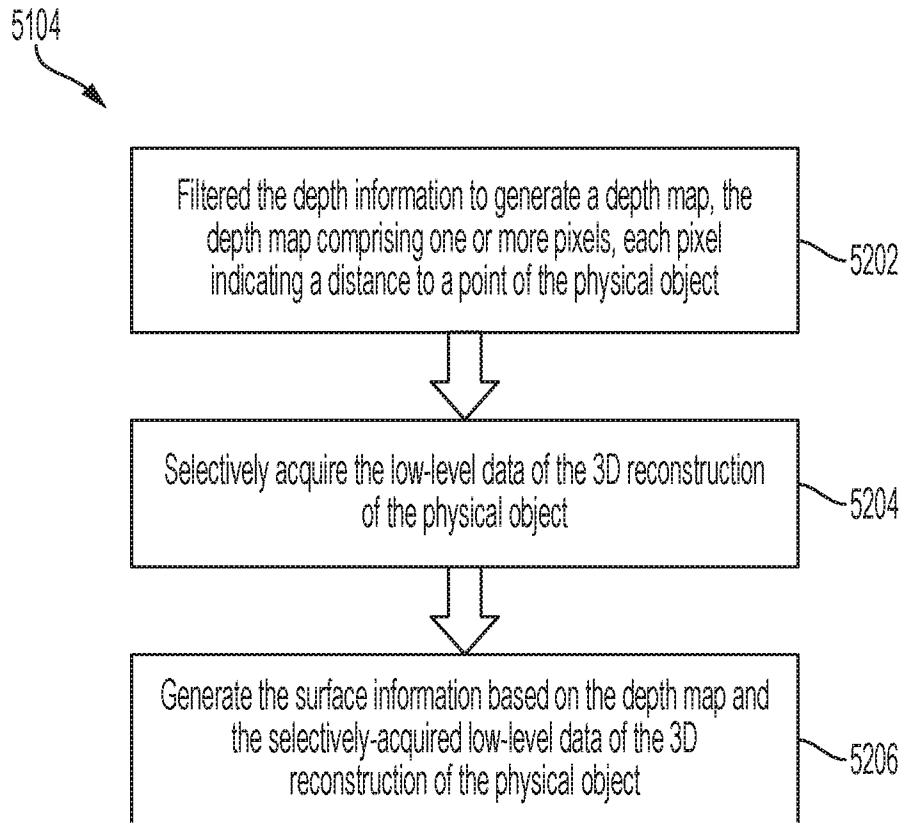 5104
Filtered the depth information to generate a depth map, the
depth map comprising one or more pixels, each pixel
indicating a distance to a point of the physical object
5202
Selectively acquire the low-level data of the 3D reconstruction
of the physical object
5204
Generate the surface information based on the depth map and
the selectively-acquired low-level data of the 3D
reconstruction of the physical object
5206